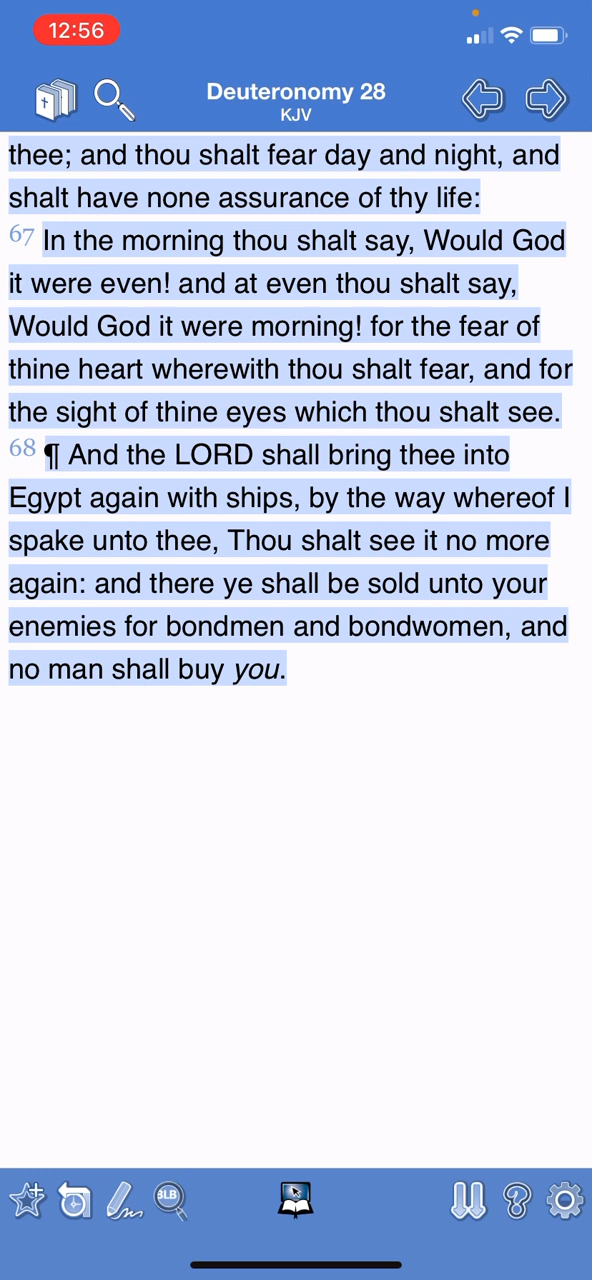 12:56
Deuteronomy 28
KJV
thee; and thou shalt fear day and night, and
shalt have none assurance of thy life:
67 In the morning thou shalt say, Would God
it were even! and at even thou shalt say,
Would God it were morning! for the fear of
thine heart wherewith thou shalt fear, and for
the sight of thine eyes which thou shalt see.
68 ¶ And the LORD shall bring thee into
Egypt again with ships, by the way whereof I
spake unto thee, Thou shalt see it no more
again: and there ye shall be sold unto your
enemies for bondmen and bondwomen, and
no man shall buy you.
BLB